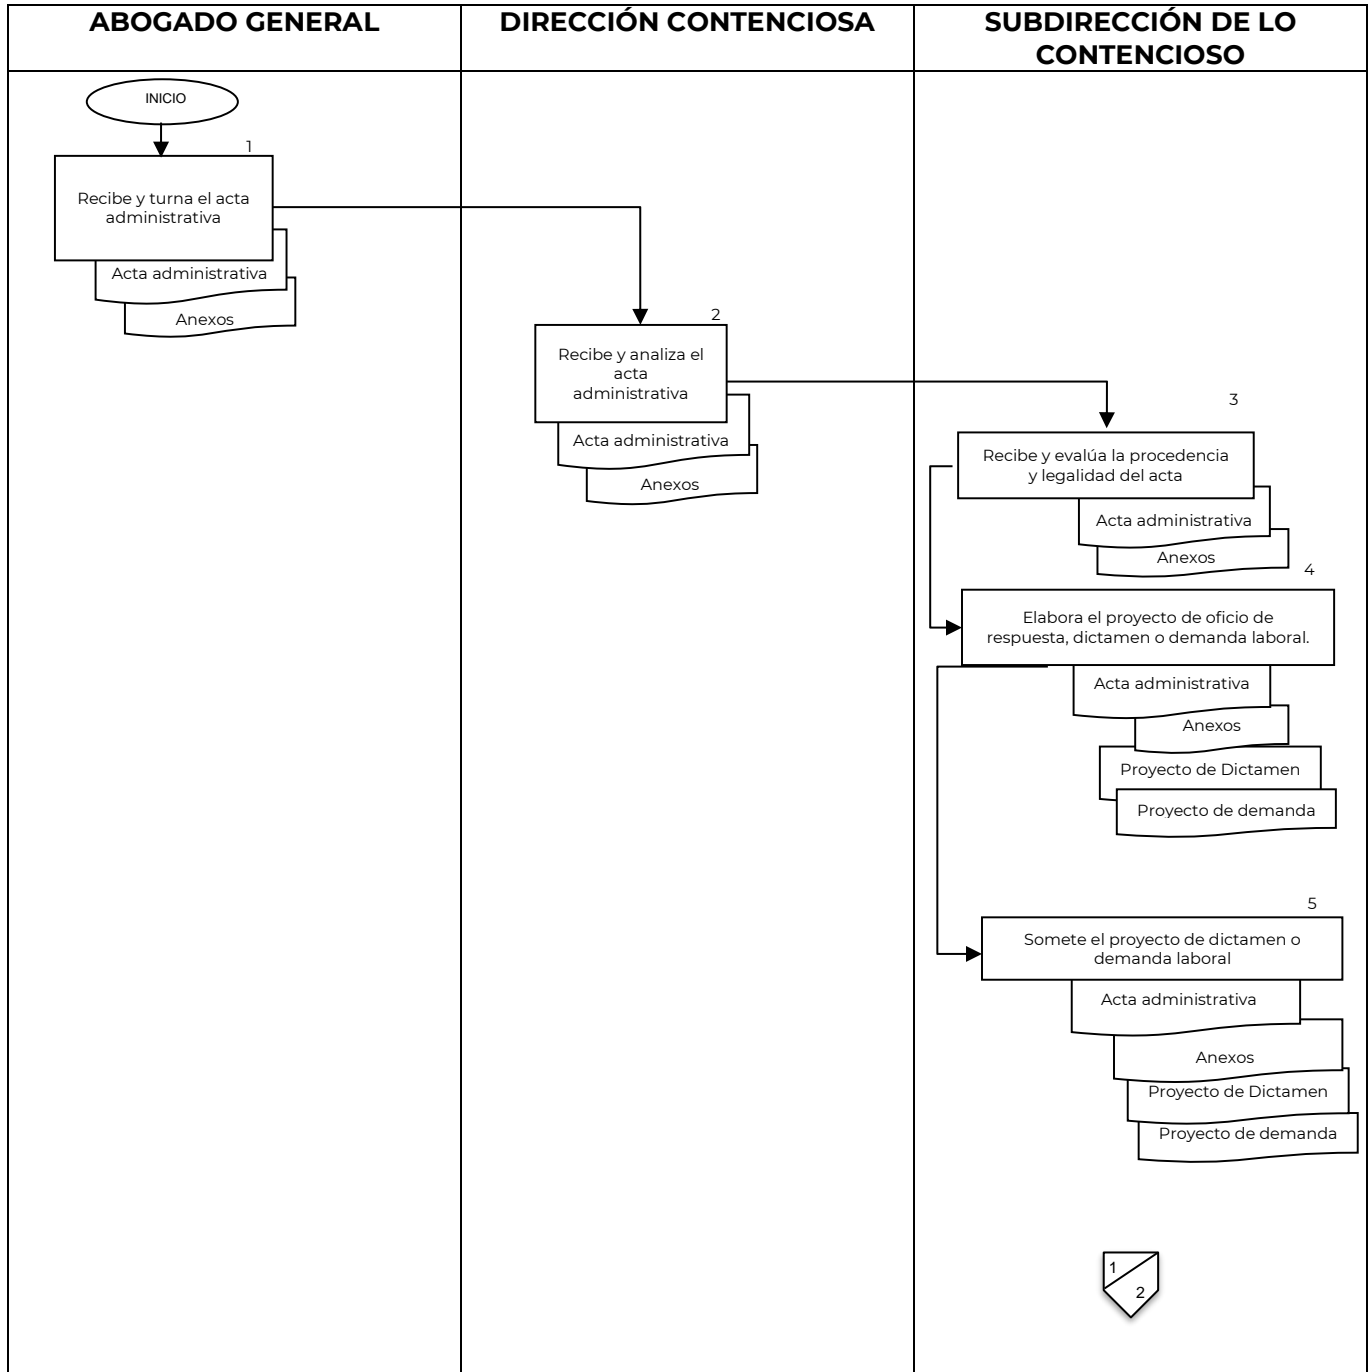 ABOGADO GENERAL
DIRECCIÓN CONTENCIOSA
SUBDIRECCIÓN DE LO
CONTENCIOSO
INICIO
1
Recibe y turna el acta
administrativa
Acta administrativa
Anexos
2
Recibe y analiza el
acta
administrativa
Acta administrativa
Anexos
3
Recibe y evalúa la procedencia
y legalidad del acta
Acta administrativa
Anexos
4
Elabora el proyecto de oficio de
respuesta, dictamen o demanda laboral.
Acta administrativa
Anexos
Proyecto de Dictamen
Proyecto de demanda
5
Somete el proyecto de dictamen o
demanda laboral
Acta administrativa
Anexos
Proyecto de Dictamen
Proyecto de demanda
1
2